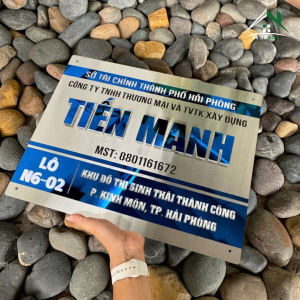 SỞ TÀI CHÍNH THÀNH PHỐ HẢI PHÒNG
CÔNG TY TNHH THƯƠNG MẠI VÀ TVTK XÂY DỰNG
TIẾN MẠNH
MST: 0801161672
LÔ
N6-02
KHU ĐÔ THỊ SINH THÁI THÀNH CÔNG
P. KINH MÔN, TP. HẢI PHÒNG